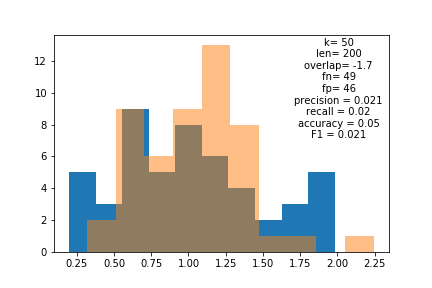 k= 50
len= 200
overlap= -1.7
fn= 49
fp= 46
precision = 0.021
recall = 0.02
accuracy = 0.05
F1 = 0.021
12
10
8
6
4
2
0
0.25 0.50 0.75 1.00 1.25 1.50 1.75 2.00 2.25